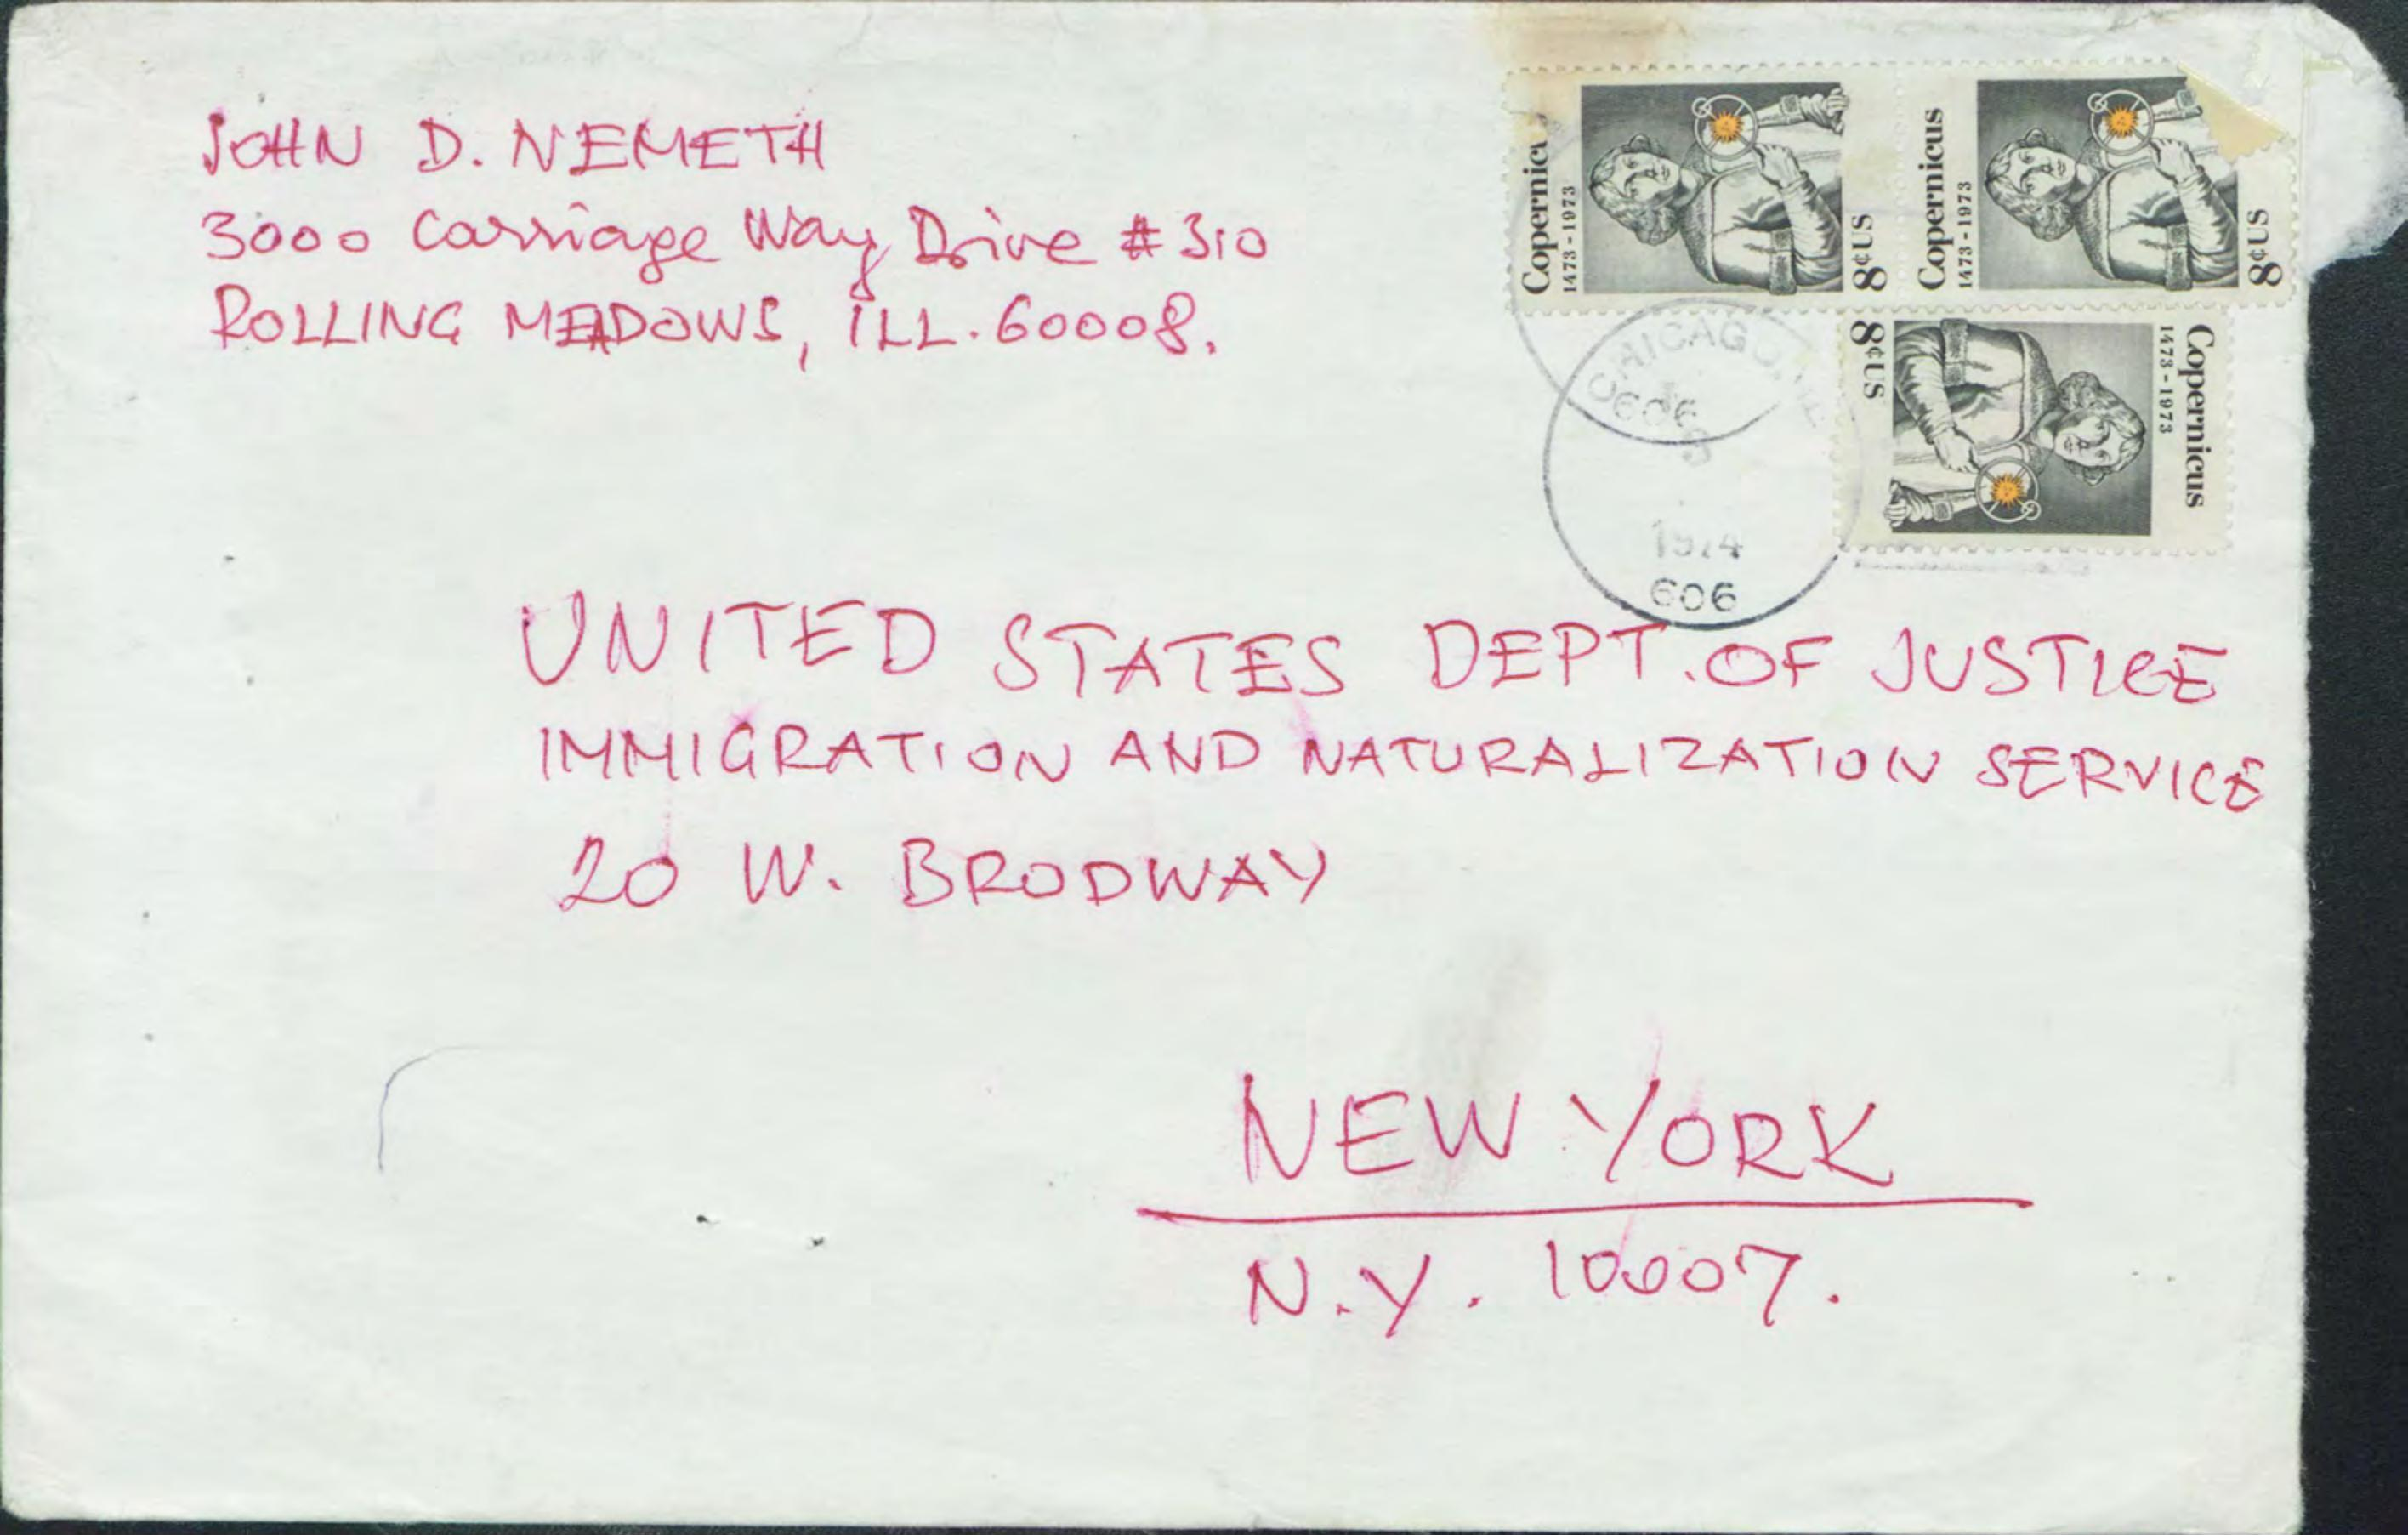 JOHN D. NEMETH
3000 Carriage Way Drive #310
ROLLING MEADOWS, ILL. 60008.
Copernicus
1473-1973
8¢US
Copernicus
1473-1973
8¢US
Copernicus
1473-1973
8¢US
CHICAGO,
606
1974
606
UNITED STATES DEPT. OF JUSTICE
IMMIGRATION AND NATURALIZATION SERVICE
20 W. BRODWAY
NEW YORK
N.Y. 10007.